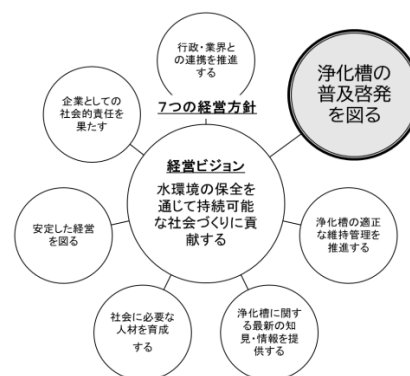 行政・業界と
の連携を推進
する
浄化槽の
普及啓発
を図る
企業としての
社会的責任を
果たす
7つの経営方針
経営ビジョン
水環境の保全を
通じて持続可能
な社会づくりに貢
献する
安定した経営
を図る
浄化槽の適正
な維持管理を
推進する
社会に必要な
人材を育成
する
浄化槽に関す
る最新の知
見・情報を提
供する